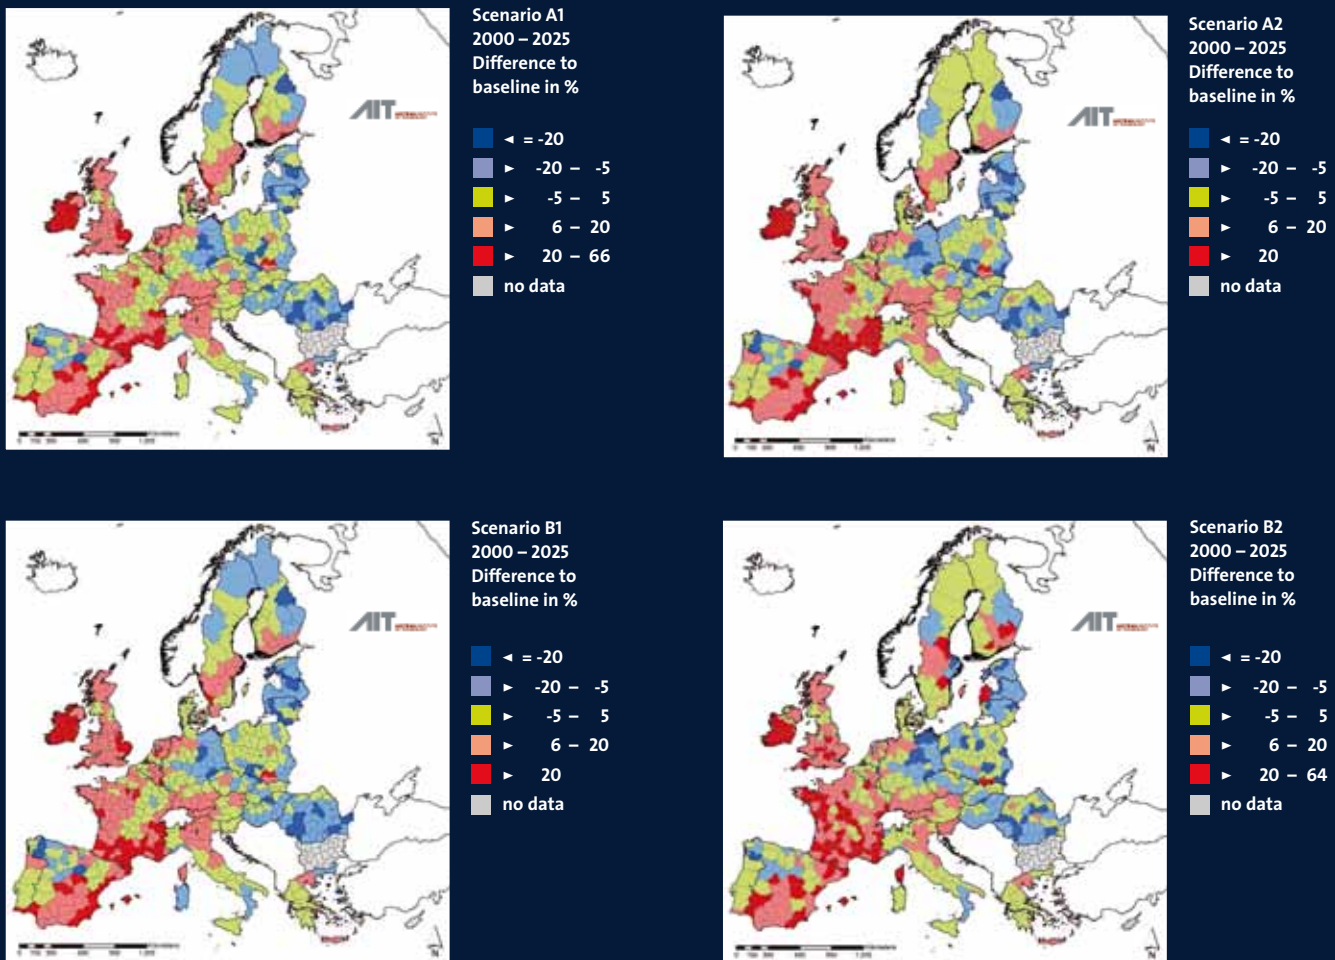 Scenario A1
2000 – 2025
Difference to
baseline in %
◄ = -20
► -20 – -5
► -5 – 5
► 6 – 20
► 20 – 66
no data
AIT
N
Scenario A2
2000 – 2025
Difference to
baseline in %
◄ = -20
► -20 – -5
► -5 – 5
► 6 – 20
► 20
no data
AIT
N
Scenario B1
2000 – 2025
Difference to
baseline in %
◄ = -20
► -20 – -5
► -5 – 5
► 6 – 20
► 20
no data
AIT
N
Scenario B2
2000 – 2025
Difference to
baseline in %
◄ = -20
► -20 – -5
► -5 – 5
► 6 – 20
► 20 – 64
no data
AIT
N